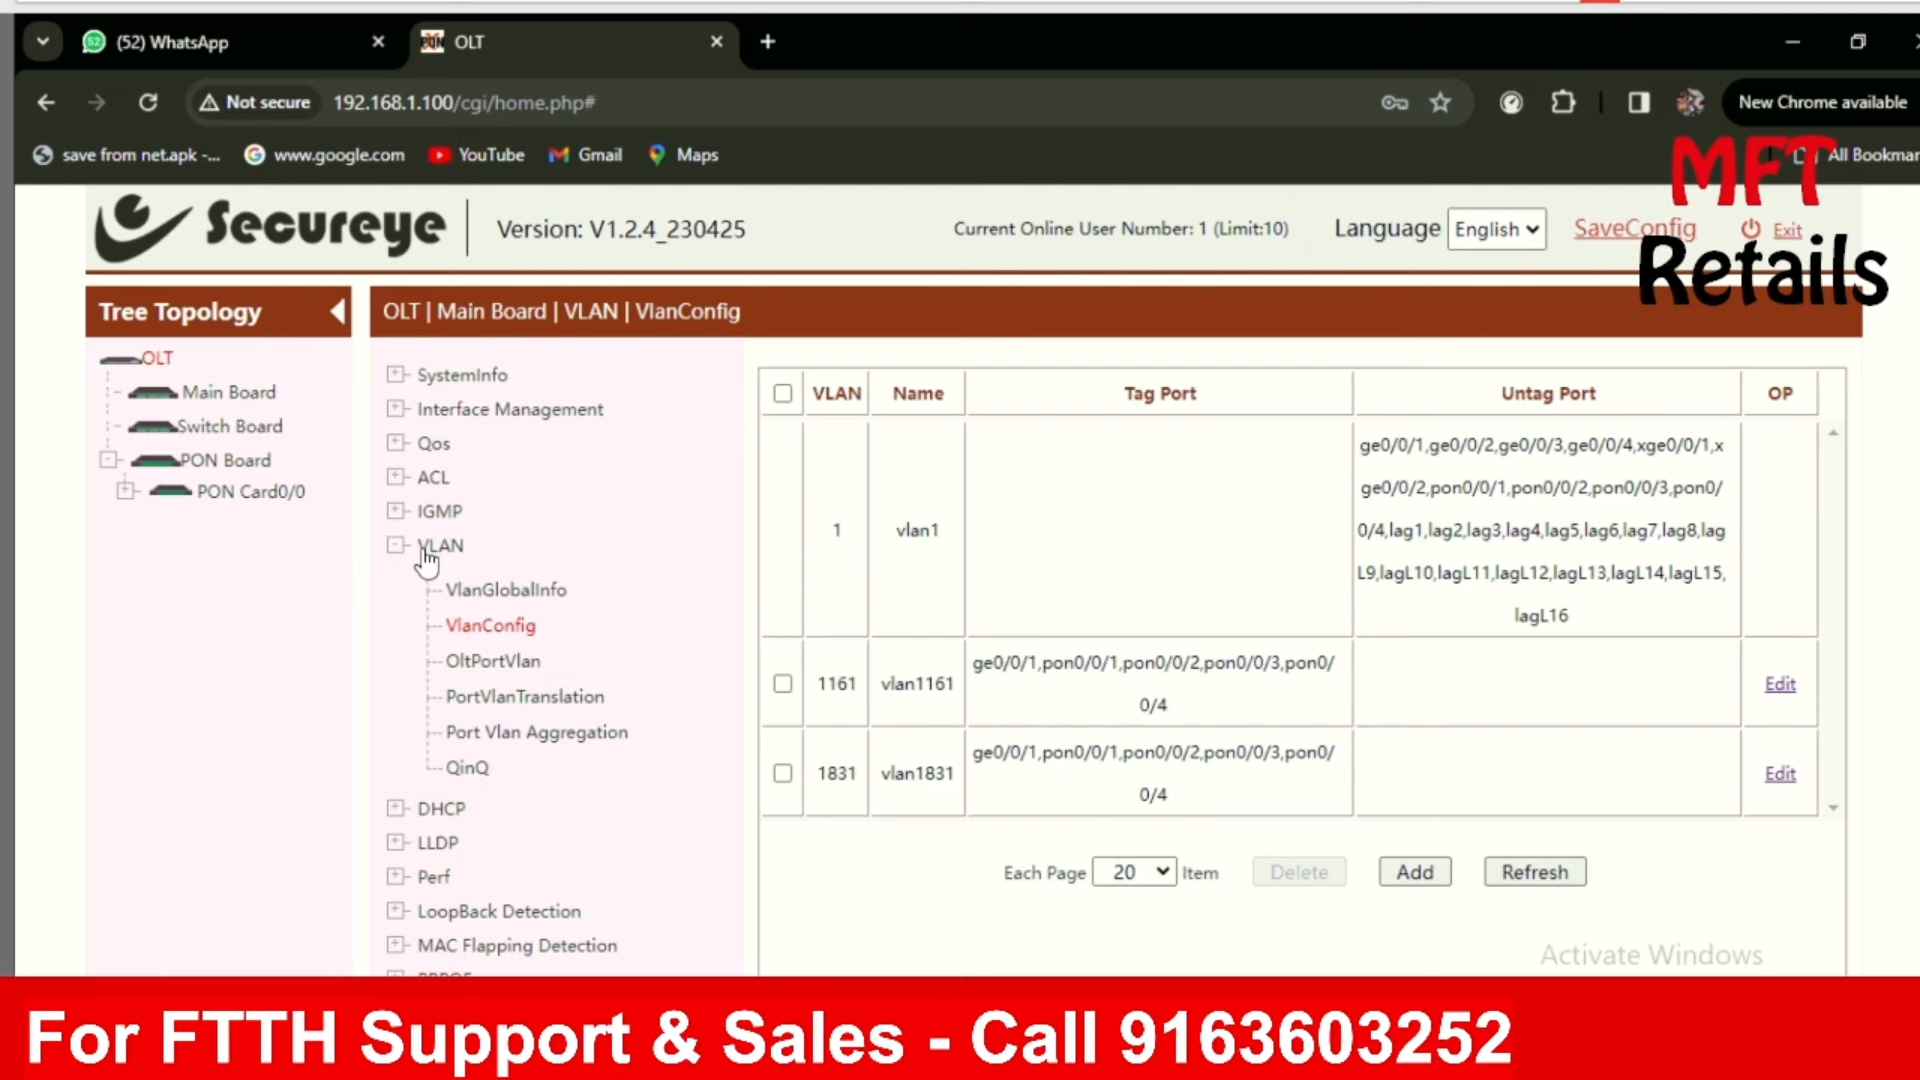 (52) WhatsApp
OLT
Not secure
192.168.1.100/cgi/home.php#
New Chrome available
save from net.apk -...
www.google.com
YouTube
Gmail
Maps
All Bookmar
MFT
Retails
Secureye
Version: V1.2.4_230425
Current Online User Number: 1 (Limit:10)
Language
English
SaveConfig
Exit
Tree Topology
OLT | Main Board | VLAN | VlanConfig
OLT
Main Board
Switch Board
PON Board
PON Card0/0
SystemInfo
Interface Management
Qos
ACL
IGMP
VLAN
VlanGlobalInfo
VlanConfig
OltPortVlan
PortVlanTranslation
Port Vlan Aggregation
QinQ
DHCP
LLDP
Perf
LoopBack Detection
MAC Flapping Detection
VLAN Name Tag Port Untag Port OP
1 vlan1
ge0/0/1,ge0/0/2,ge0/0/3,ge0/0/4,xge0/0/1,x
ge0/0/2,pon0/0/1,pon0/0/2,pon0/0/3,pon0/
0/4,lag1,lag2,lag3,lag4,lag5,lag6,lag7,lag8,lag
L9,lagL10,lagL11,lagL12,lagL13,lagL14,lagL15,
lagL16
1161 vlan1161
ge0/0/1,pon0/0/1,pon0/0/2,pon0/0/3,pon0/
0/4
Edit
1831 vlan1831
ge0/0/1,pon0/0/1,pon0/0/2,pon0/0/3,pon0/
0/4
Edit
Each Page 20 Item Delete Add Refresh
Activate Windows
For FTTH Support & Sales - Call 9163603252